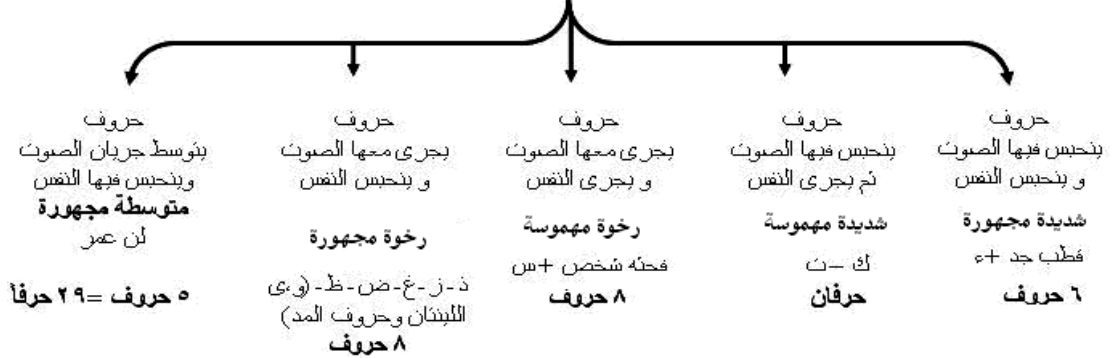 حروف
ينحبس فيها الصوت
و ينحبس النفس
شديدة مجهورة
قطب جد +ء
٦ حروف
حروف
ينحبس فيها الصوت
ثم يجرى النفس
شديدة مهموسة
ك –ت
حرفان
حروف
يجرى معها الصوت
و يجرى النفس
رخوة مهموسة
فحثه شخص +س
٨ حروف
حروف
يجرى معها الصوت
و ينحبس النفس
رخوة مجهورة
ذ-ز-غ-ض-ظ-(و،ى
اللينتان وحروف المد)
٨ حروف
حروف
يتوسط جريان الصوت
وينحبس فيها النفس
متوسطة مجهورة
لن عمر
٥ حروف =٢٩ حرفاً